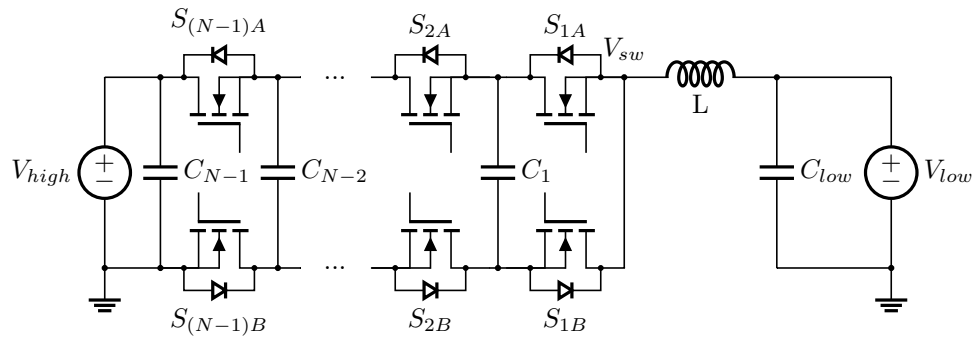 S_{(N−1)A}
S_{2A}
S_{1A}
V_{sw}
...
L
V_{high}
+
−
C_{N−1}
C_{N−2}
C_1
C_{low}
+
−
V_{low}
...
S_{(N−1)B}
S_{2B}
S_{1B}